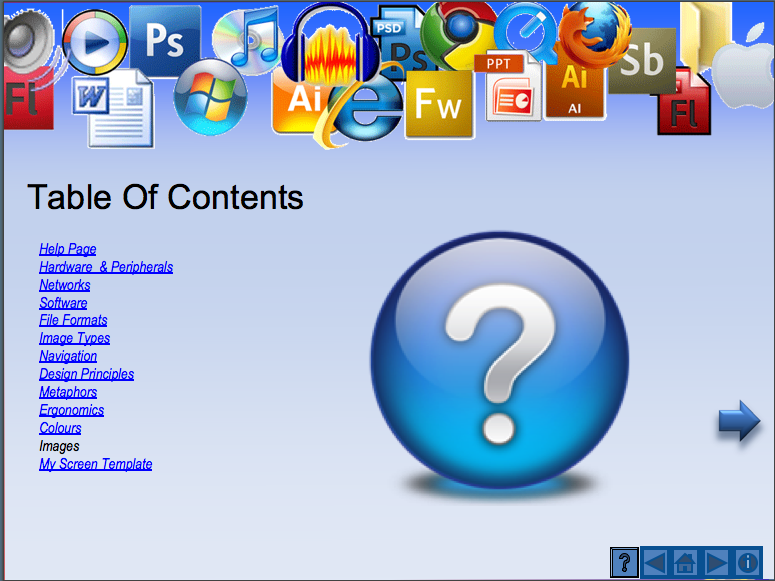 Ps
PSD
Ps
Sb
PPT
Ai
AI
Fl
W
Ai
Fw
Fl
Table Of Contents
Help Page
Hardware & Peripherals
Networks
Software
File Formats
Image Types
Navigation
Design Principles
Metaphors
Ergonomics
Colours
Images
My Screen Template
?
?
i